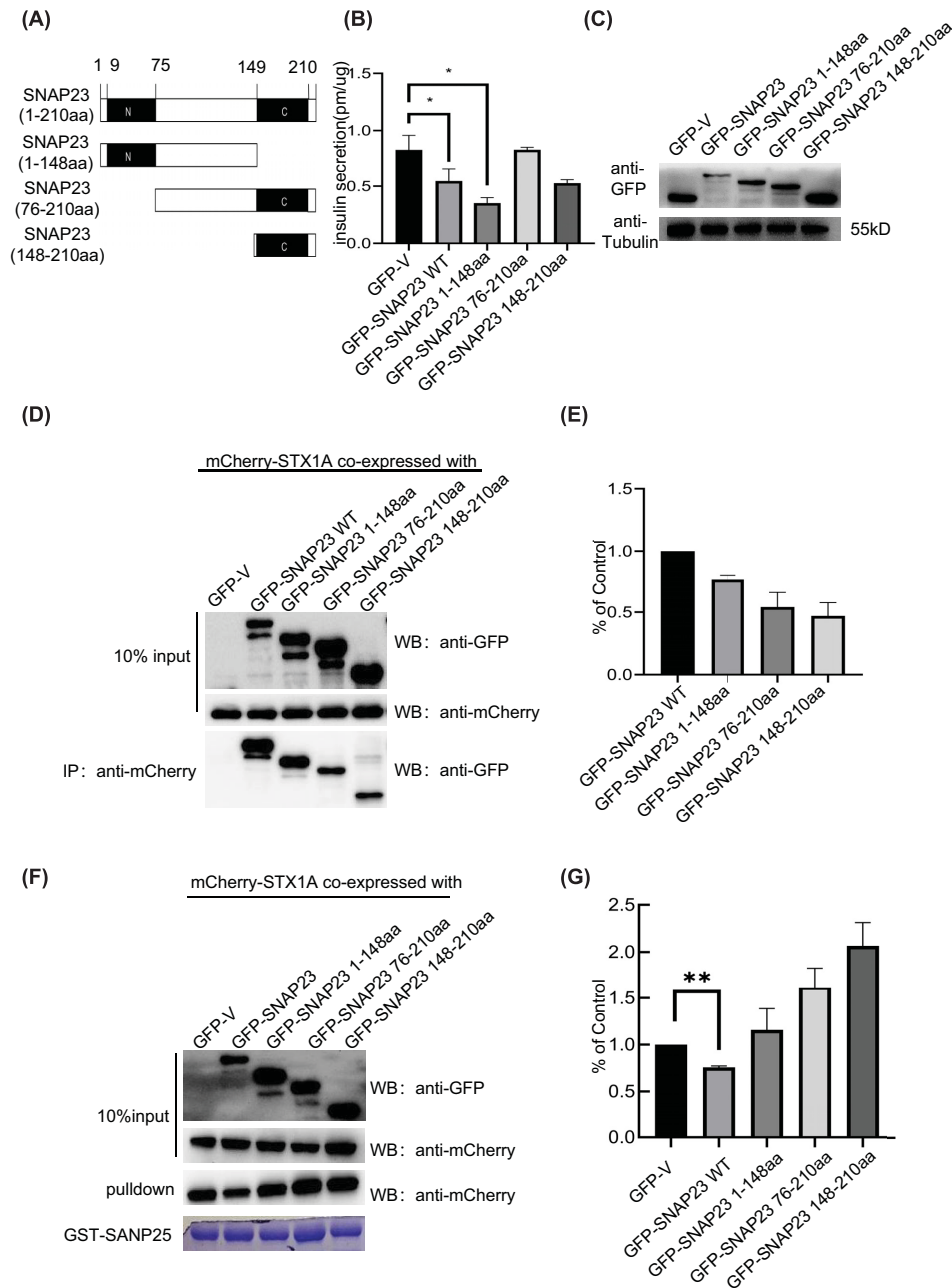 (A)
1 9 75 149 210
SNAP23
(1-210aa)
N C
SNAP23
(1-148aa)
N
SNAP23
(76-210aa)
C
SNAP23
(148-210aa)
C
(B)
insulin secretion(pm/ug)
1.5
1.0
0.5
0.0
*
*
GFP-V
GFP-SNAP23 WT
GFP-SNAP23 1-148aa
GFP-SNAP23 76-210aa
GFP-SNAP23 148-210aa
(C)
GFP-V
GFP-SNAP23
GFP-SNAP23 1-148aa
GFP-SNAP23 76-210aa
GFP-SNAP23 148-210aa
anti-
GFP
anti-
Tubulin
55kD
(D)
mCherry-STX1A co-expressed with
GFP-V
GFP-SNAP23 WT
GFP-SNAP23 1-148aa
GFP-SNAP23 76-210aa
GFP-SNAP23 148-210aa
10% input
WB: anti-GFP
WB: anti-mCherry
IP: anti-mCherry
WB: anti-GFP
(E)
% of Control
1.5
1.0
0.5
0.0
GFP-SNAP23 WT
GFP-SNAP23 1-148aa
GFP-SNAP23 76-210aa
GFP-SNAP23 148-210aa
(F)
mCherry-STX1A co-expressed with
GFP-V
GFP-SNAP23
GFP-SNAP23 1-148aa
GFP-SNAP23 76-210aa
GFP-SNAP23 148-210aa
10%input
WB: anti-GFP
WB: anti-mCherry
pulldown
WB: anti-mCherry
GST-SANP25
(G)
% of Control
2.5
2.0
1.5
1.0
0.5
0.0
**
GFP-V
GFP-SNAP23 WT
GFP-SNAP23 1-148aa
GFP-SNAP23 76-210aa
GFP-SNAP23 148-210aa